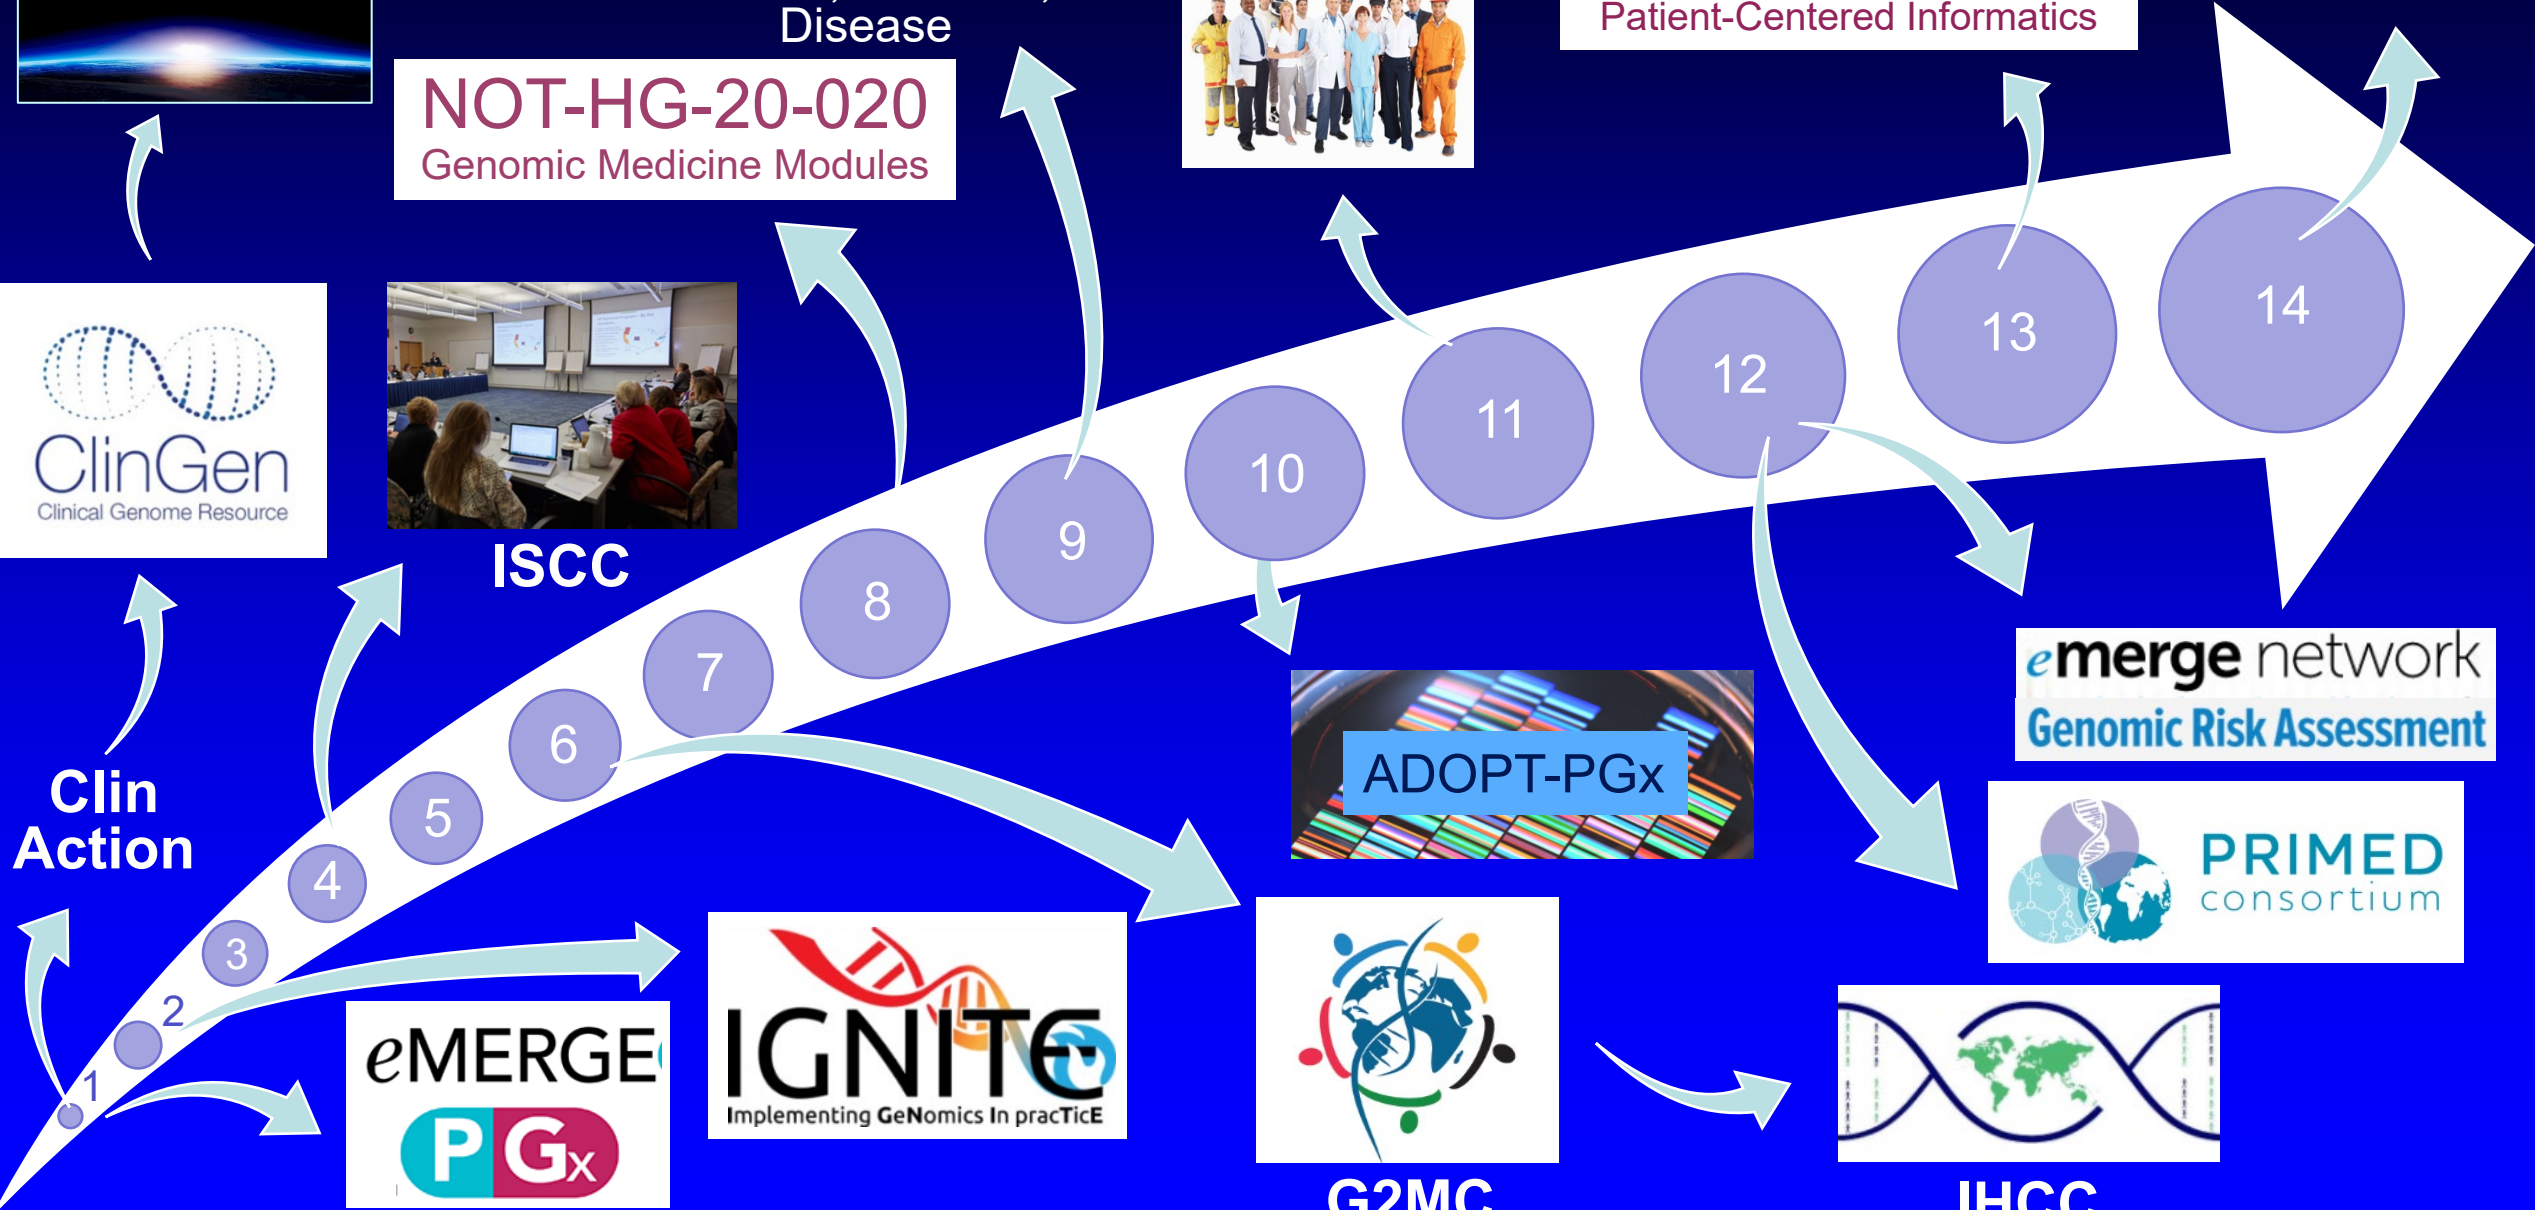 Disease
Patient-Centered Informatics
NOT-HG-20-020
Genomic Medicine Modules
ClinGen
Clinical Genome Resource
ISCC
Clin
Action
1
2
3
4
5
6
7
8
9
10
11
12
13
14
eMERGE
PGx
IGNITE
Implementing GeNomics In pracTicE
ADOPT-PGx
G2MC
emerge network
Genomic Risk Assessment
PRIMED
consortium
IHCC